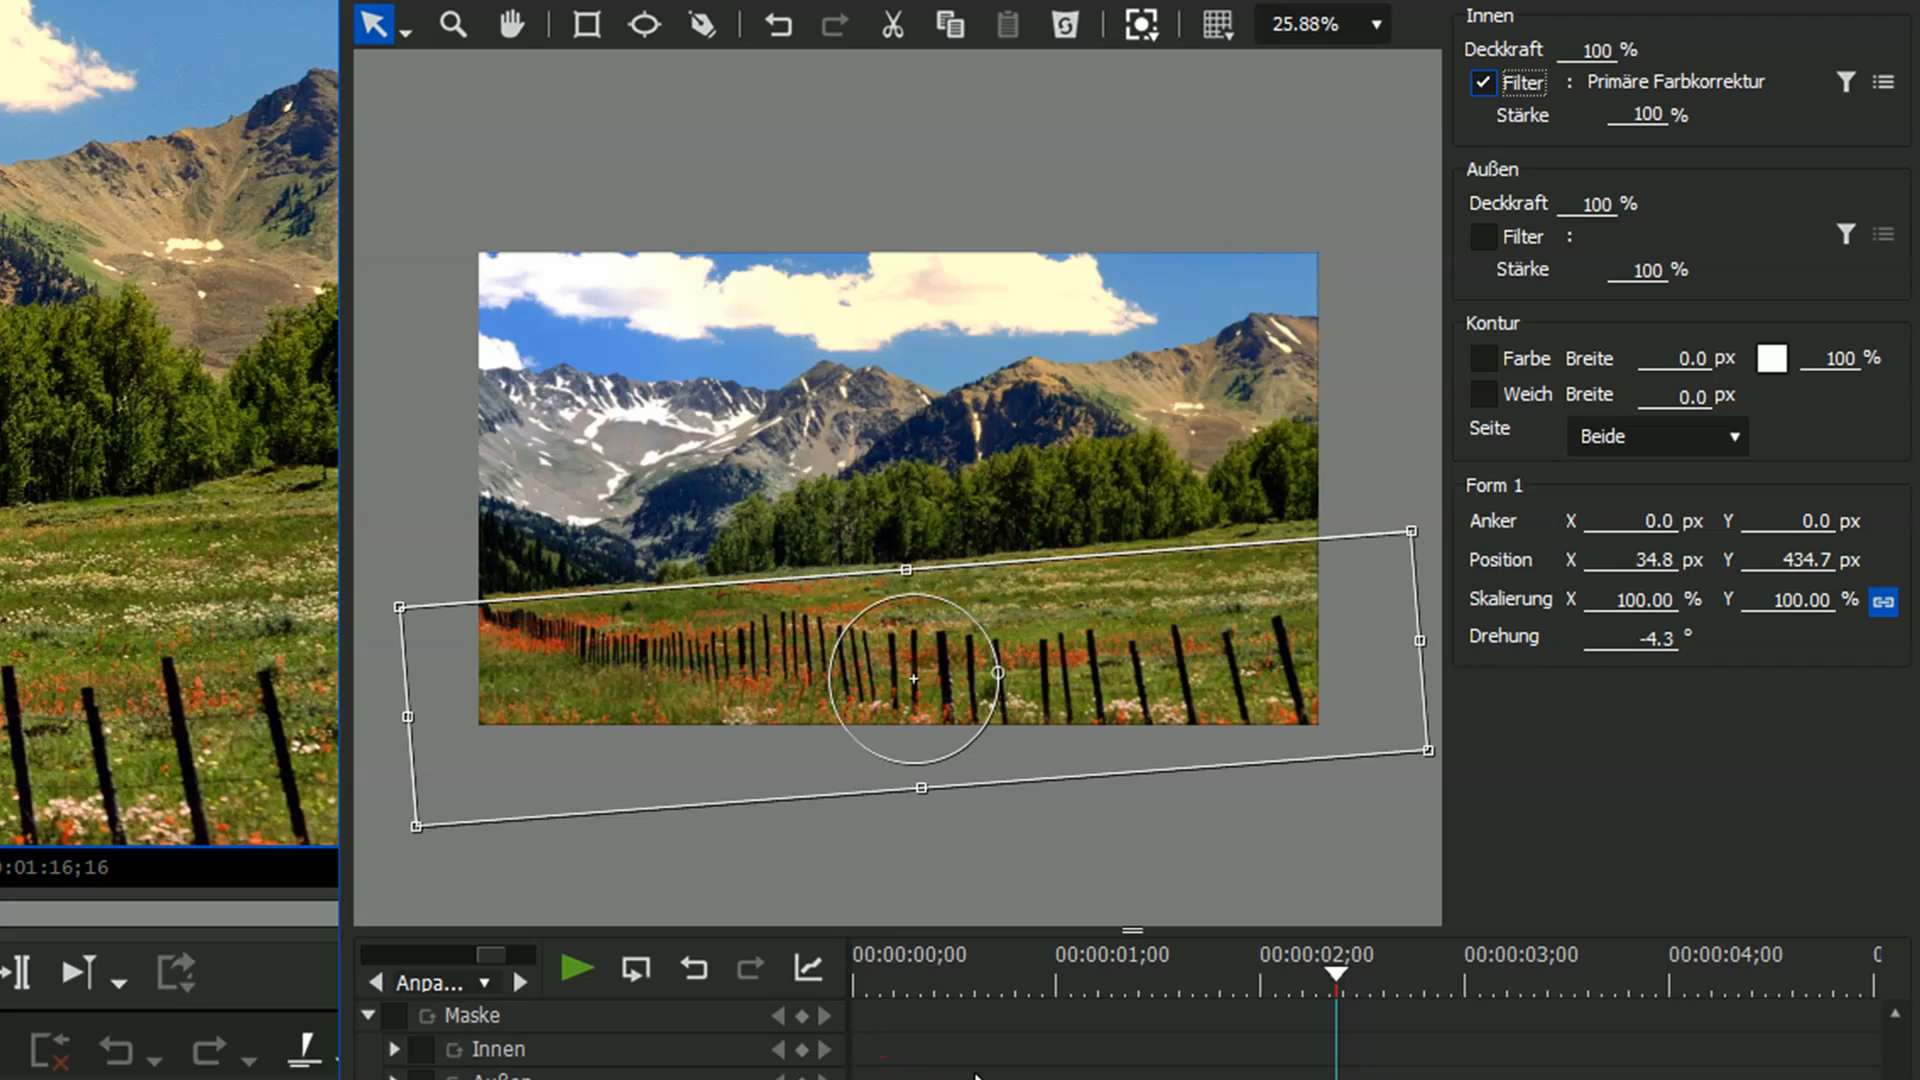 25.88%
Innen
Deckkraft 100 %
Filter : Primäre Farbkorrektur
Stärke 100 %
Außen
Deckkraft 100 %
Filter :
Stärke 100 %
Kontur
Farbe Breite 0.0 px 100 %
Weich Breite 0.0 px
Seite Beide
Form 1
Anker X 0.0 px Y 0.0 px
Position X 34.8 px Y 434.7 px
Skalierung X 100.00 % Y 100.00 %
Drehung -4.3 °
0:01:16;16
Anpa...
00:00:00;00 00:00:01;00 00:00:02;00 00:00:03;00 00:00:04;00 0
Maske
Innen
Außen